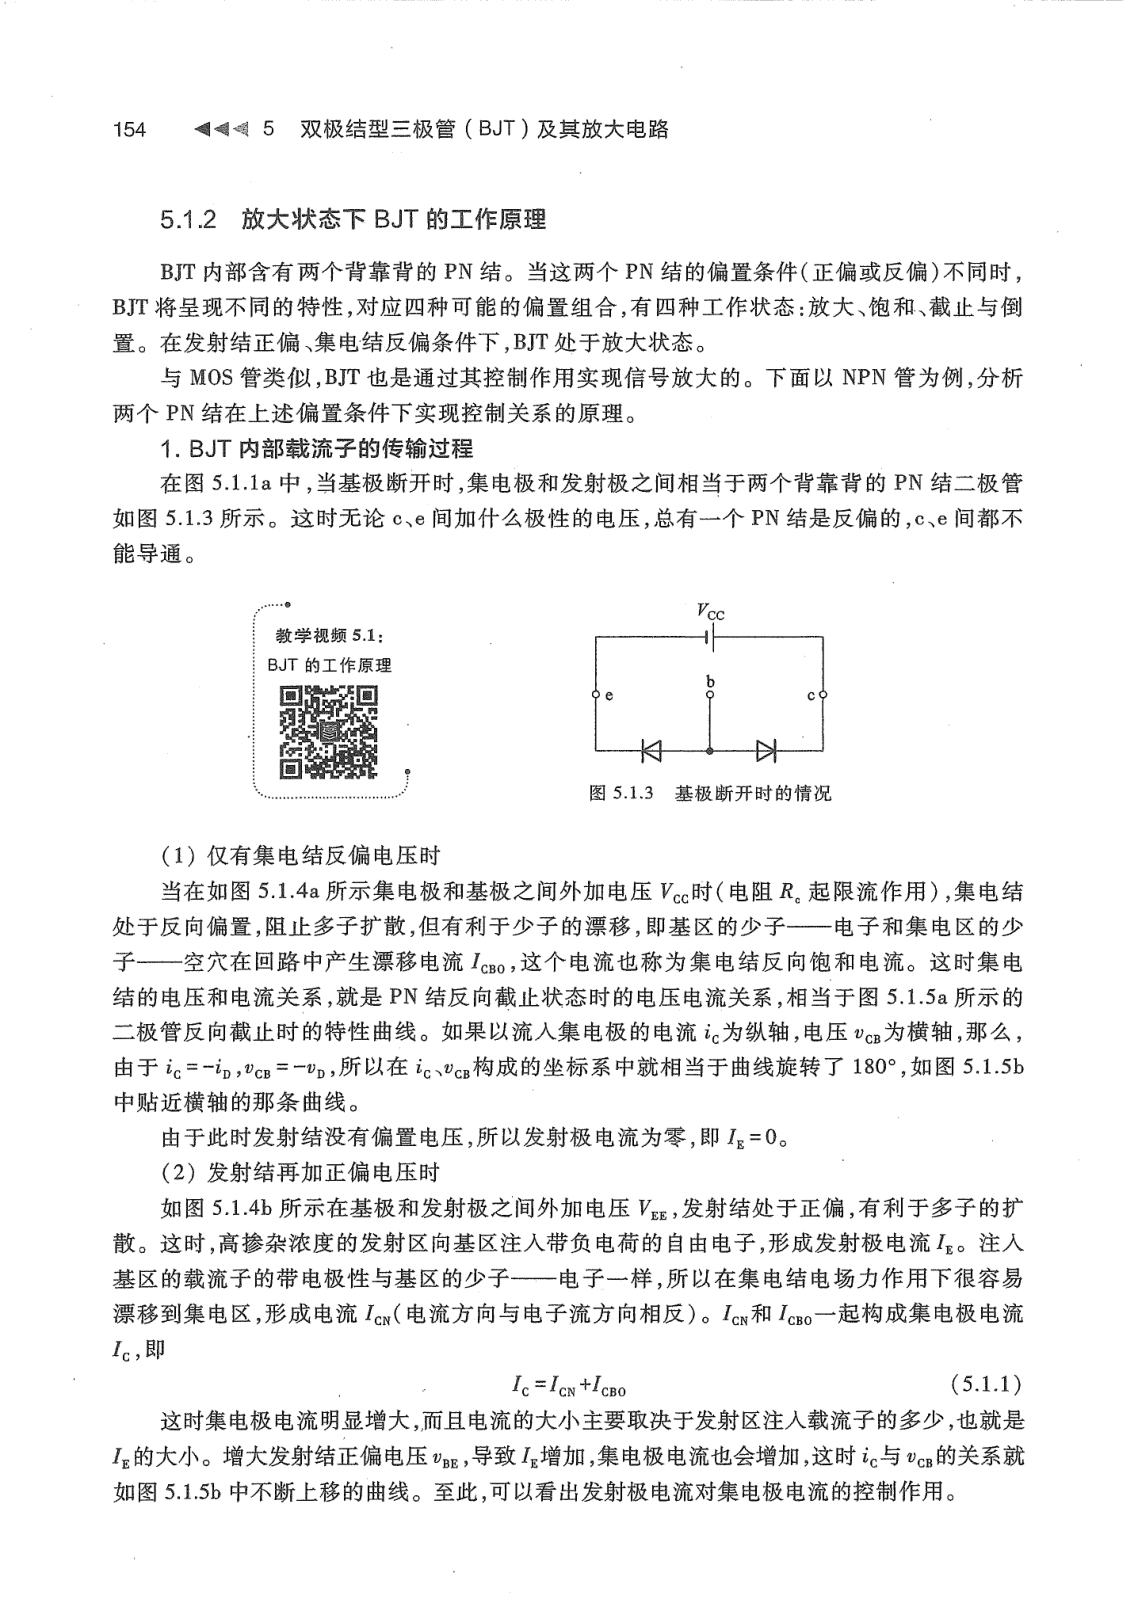 154 5 双极结型三极管(BJT)及其放大电路
5.1.2 放大状态下 BJT 的工作原理
BJT 内部含有两个背靠背的 PN 结。当这两个 PN 结的偏置条件(正偏或反偏)不同时,
BJT 将呈现不同的特性,对应四种可能的偏置组合,有四种工作状态:放大、饱和、截止与倒
置。在发射结正偏、集电结反偏条件下,BJT 处于放大状态。
与 MOS 管类似,BJT 也是通过其控制作用实现信号放大的。下面以 NPN 管为例,分析
两个 PN 结在上述偏置条件下实现控制关系的原理。
1. BJT 内部载流子的传输过程
在图 5.1.1a 中,当基极断开时,集电极和发射极之间相当于两个背靠背的 PN 结二极管
如图 5.1.3 所示。这时无论 c、e 间加什么极性的电压,总有一个 PN 结是反偏的,c、e 间都不
能导通。
教学视频 5.1:
BJT 的工作原理
V_CC
e
b
c
图 5.1.3 基极断开时的情况
(1) 仅有集电结反偏电压时
当在如图 5.1.4a 所示集电极和基极之间外加电压 V_CC时(电阻 R_c 起限流作用),集电结
处于反向偏置,阻止多子扩散,但有利于少子的漂移,即基区的少子——电子和集电区的少
子——空穴在回路中产生漂移电流 I_CBO,这个电流也称为集电结反向饱和电流。这时集电
结的电压和电流关系,就是 PN 结反向截止状态时的电压电流关系,相当于图 5.1.5a 所示的
二极管反向截止时的特性曲线。如果以流入集电极的电流 i_C为纵轴,电压 v_CB为横轴,那么,
由于 i_C=-i_D,v_CB=-v_D,所以在 i_C、v_CB构成的坐标系中就相当于曲线旋转了 180°,如图 5.1.5b
中贴近横轴的那条曲线。
由于此时发射结没有偏置电压,所以发射极电流为零,即 I_E=0。
(2) 发射结再加正偏电压时
如图 5.1.4b 所示在基极和发射极之间外加电压 V_EE,发射结处于正偏,有利于多子的扩
散。这时,高掺杂浓度的发射区向基区注入带负电荷的自由电子,形成发射极电流 I_E。注入
基区的载流子的带电极性与基区的少子——电子一样,所以在集电结电场力作用下很容易
漂移到集电区,形成电流 I_CN(电流方向与电子流方向相反)。I_CN和 I_CBO一起构成集电极电流
I_C,即
I_C=I_CN+I_CBO (5.1.1)
这时集电极电流明显增大,而且电流的大小主要取决于发射区注入载流子的多少,也就是
I_E的大小。增大发射结正偏电压 v_BE,导致 I_E增加,集电极电流也会增加,这时 i_C与 v_CB的关系就
如图 5.1.5b 中不断上移的曲线。至此,可以看出发射极电流对集电极电流的控制作用。